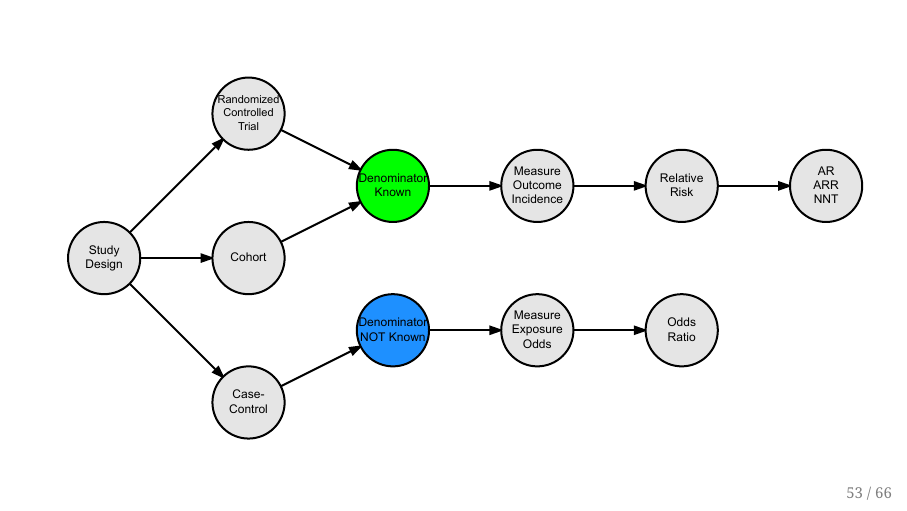 Randomized
Controlled
Trial
Denominator
Known
Measure
Outcome
Incidence
Relative
Risk
AR
ARR
NNT
Study
Design
Cohort
Denominator
NOT Known
Measure
Exposure
Odds
Odds
Ratio
Case-
Control
53 / 66